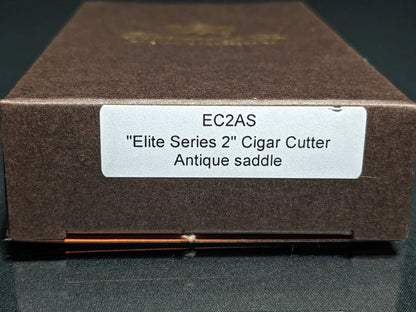 EC2AS
"Elite Series 2" Cigar Cutter
Antique saddle